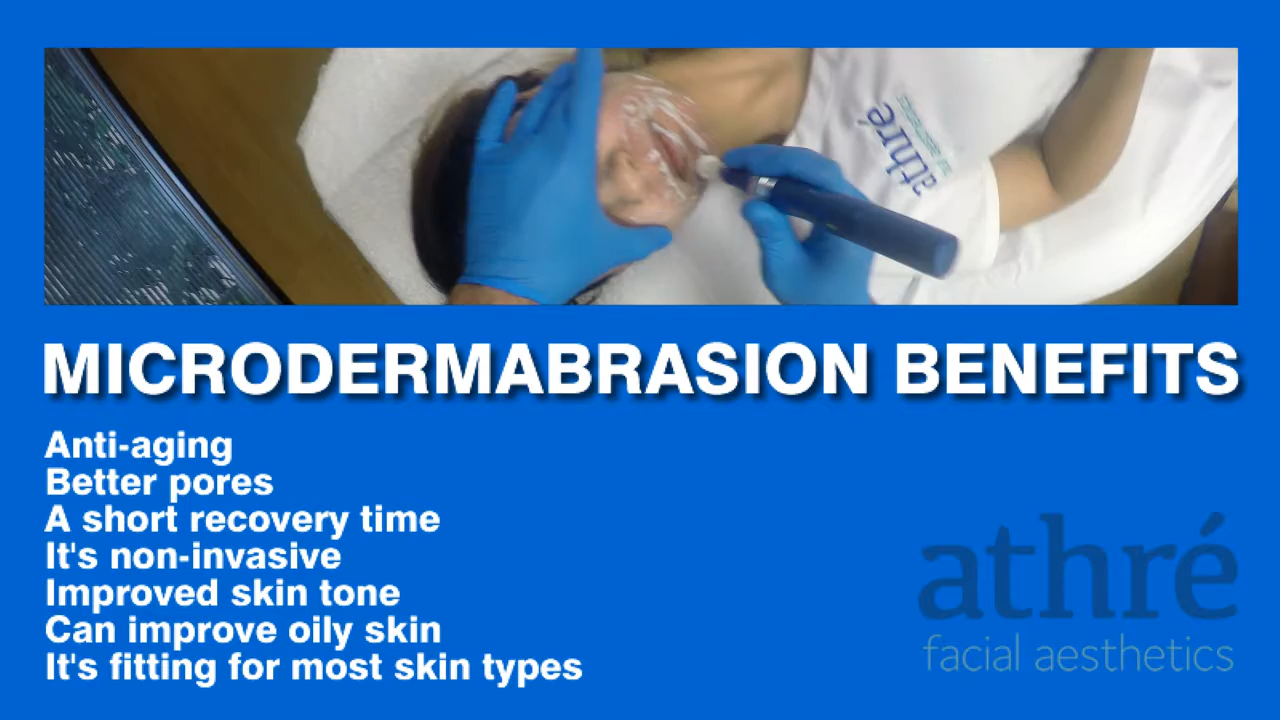 athré
MICRODERMABRASION BENEFITS
Anti-aging
Better pores
A short recovery time
It's non-invasive
Improved skin tone
Can improve oily skin
It's fitting for most skin types
athré
facial aesthetics